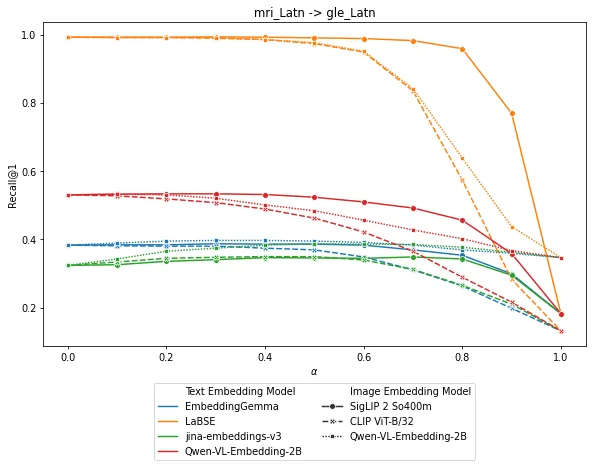 mri_Latn -> gle_Latn
1.0
0.8
0.6
0.4
0.2
Recall@1
0.0 0.2 0.4 0.6 0.8 1.0
α
Text Embedding Model Image Embedding Model
EmbeddingGemma SigLIP 2 So400m
LaBSE CLIP ViT-B/32
jina-embeddings-v3 Qwen-VL-Embedding-2B
Qwen-VL-Embedding-2B